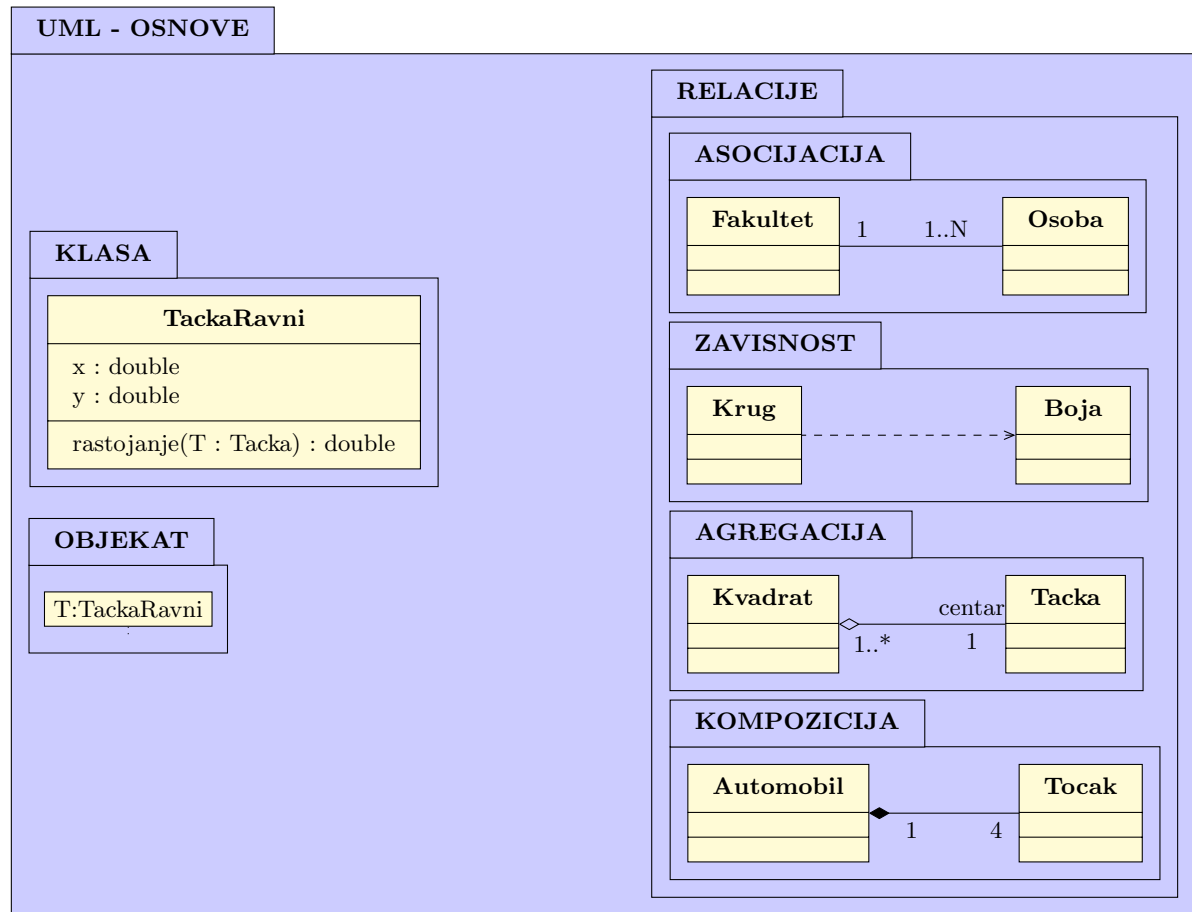 UML - OSNOVE
KLASA
TackaRavni
x : double
y : double
rastojanje(T : Tacka) : double
OBJEKAT
T:TackaRavni
RELACIJE
ASOCIJACIJA
Fakultet
1
1..N
Osoba
ZAVISNOST
Krug
Boja
AGREGACIJA
Kvadrat
1..*
centar
1
Tacka
KOMPOZICIJA
Automobil
1
4
Tocak